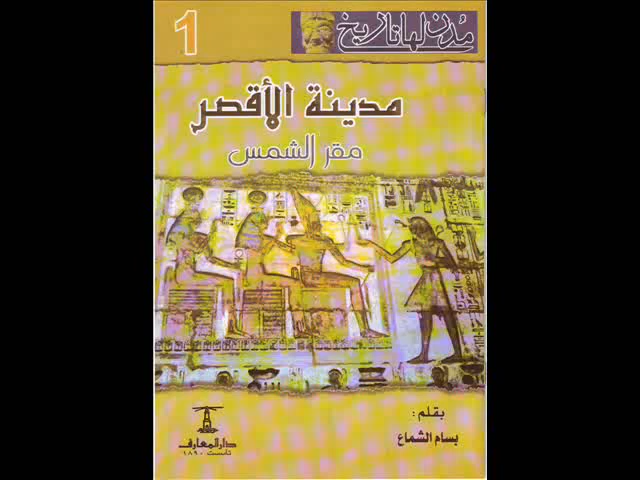 1
مدن لها تاريخ
مدينة الأقصر
مقر الشمس
بقلم :
بسام الشماع
دار المعارف
تأسست ١٨٩٠